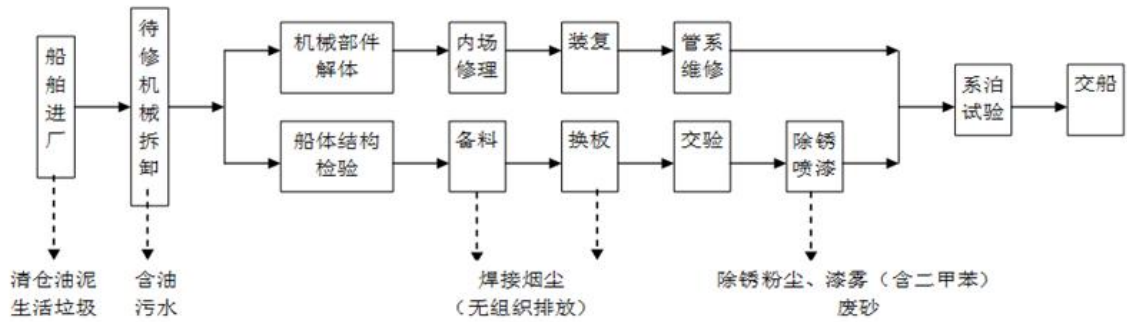 船舶进厂
待修机械拆卸
机械部件
解体
内场
修理
装复
管系
维修
船体结构
检验
备料
换板
交验
除锈
喷漆
系泊
试验
交船
清仓油泥
生活垃圾
含油
污水
焊接烟尘
（无组织排放）
除锈粉尘、漆雾（含二甲苯）
废砂